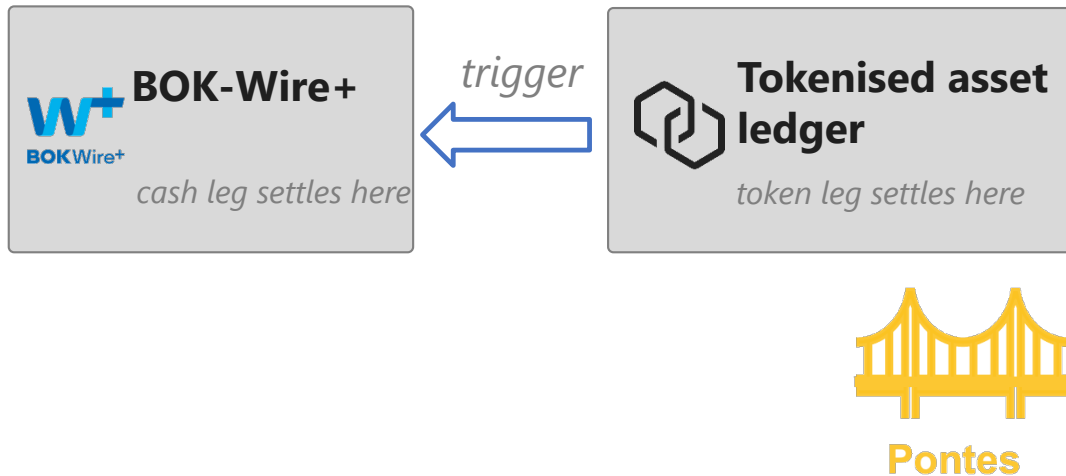 BOK-Wire+
W+
BOKWire+
cash leg settles here
trigger
Tokenised asset
ledger
token leg settles here
Pontes